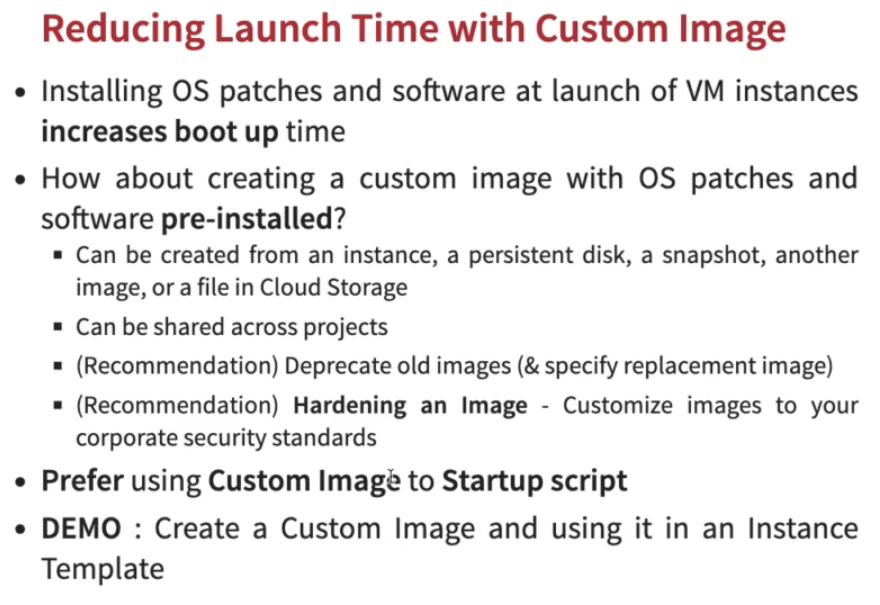 Reducing Launch Time with Custom Image
• Installing OS patches and software at launch of VM instances
increases boot up time
• How about creating a custom image with OS patches and
software pre-installed?
▪ Can be created from an instance, a persistent disk, a snapshot, another
image, or a file in Cloud Storage
▪ Can be shared across projects
▪ (Recommendation) Deprecate old images (& specify replacement image)
▪ (Recommendation) Hardening an Image - Customize images to your
corporate security standards
• Prefer using Custom Image to Startup script
• DEMO : Create a Custom Image and using it in an Instance
Template